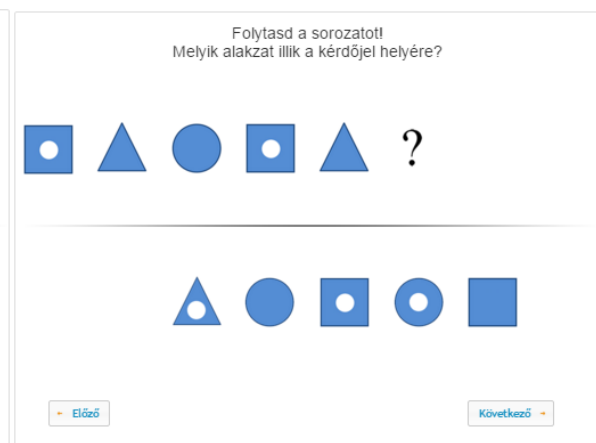 Folytasd a sorozatot!
Melyik alakzat illik a kérdőjel helyére?
?
Előző
Következő